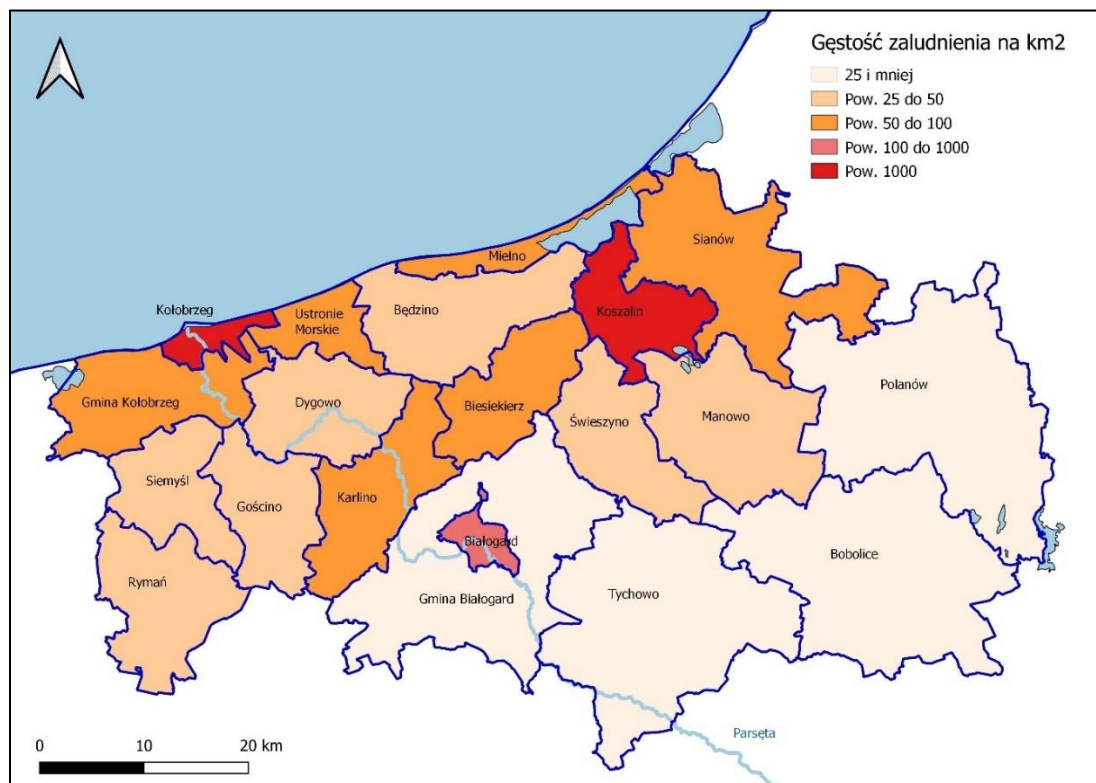 Gęstość zaludnienia na km2
25 i mniej
Pow. 25 do 50
Pow. 50 do 100
Pow. 100 do 1000
Pow. 1000
Sianów
Mielno
Kołobrzeg
Ustronie
Morskie
Będzino
Koszalin
Polanów
Gmina Kołobrzeg
Dygowo
Biesiekierz
Świeszyno
Manowo
Siemyśl
Gościno
Karlino
Białogard
Bobolice
Rymań
Gmina Białogard
Tychowo
Parsęta
0 10 20 km